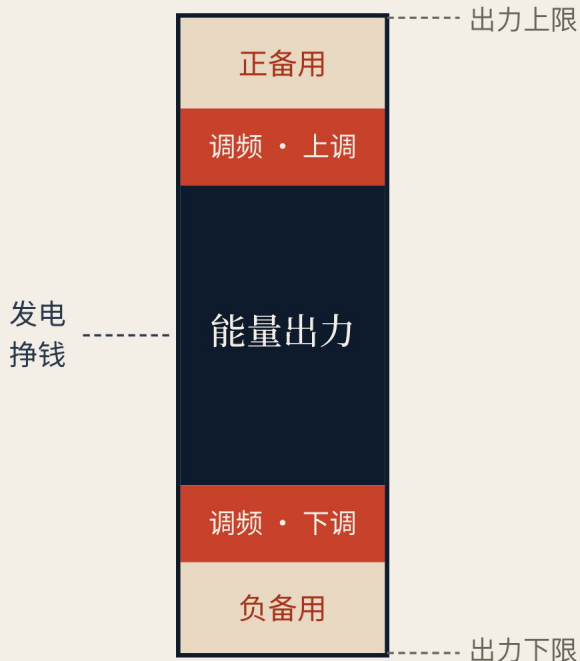 出力上限
正备用
调频 · 上调
发电
挣钱
能量出力
调频 · 下调
负备用
出力下限